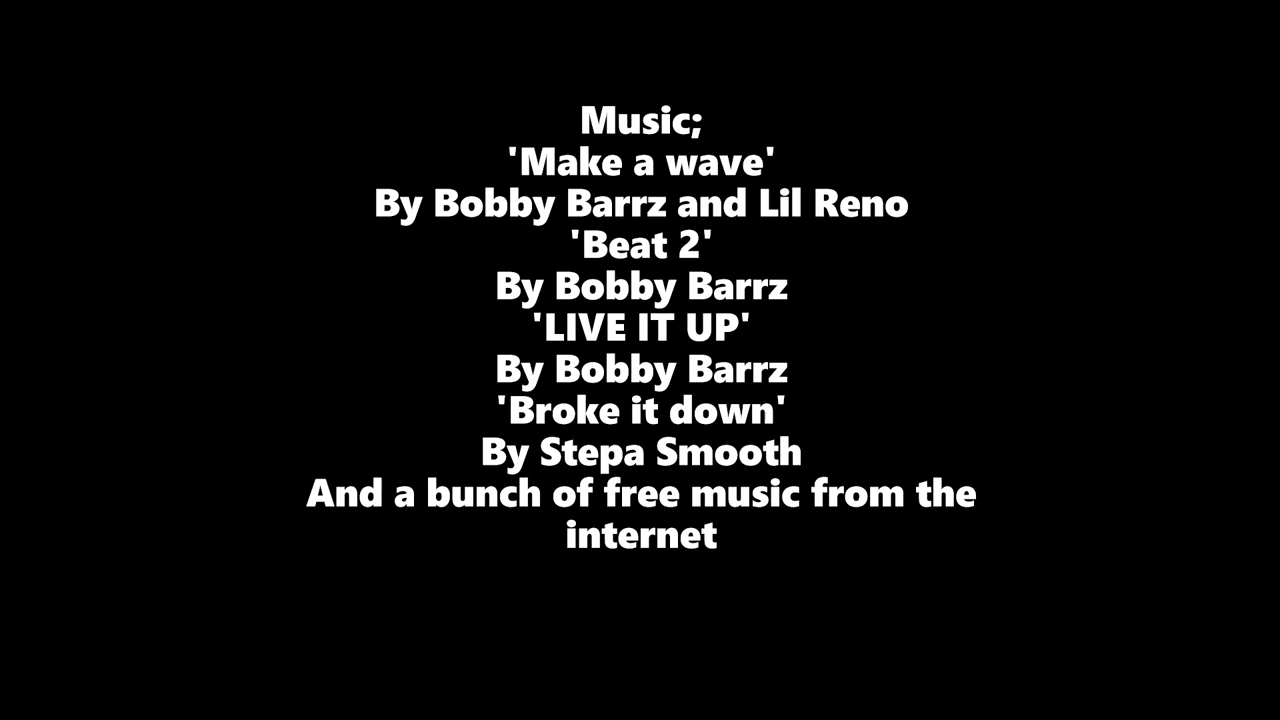 Music;
'Make a wave'
By Bobby Barrz and Lil Reno
'Beat 2'
By Bobby Barrz
'LIVE IT UP'
By Bobby Barrz
'Broke it down'
By Stepa Smooth
And a bunch of free music from the
internet